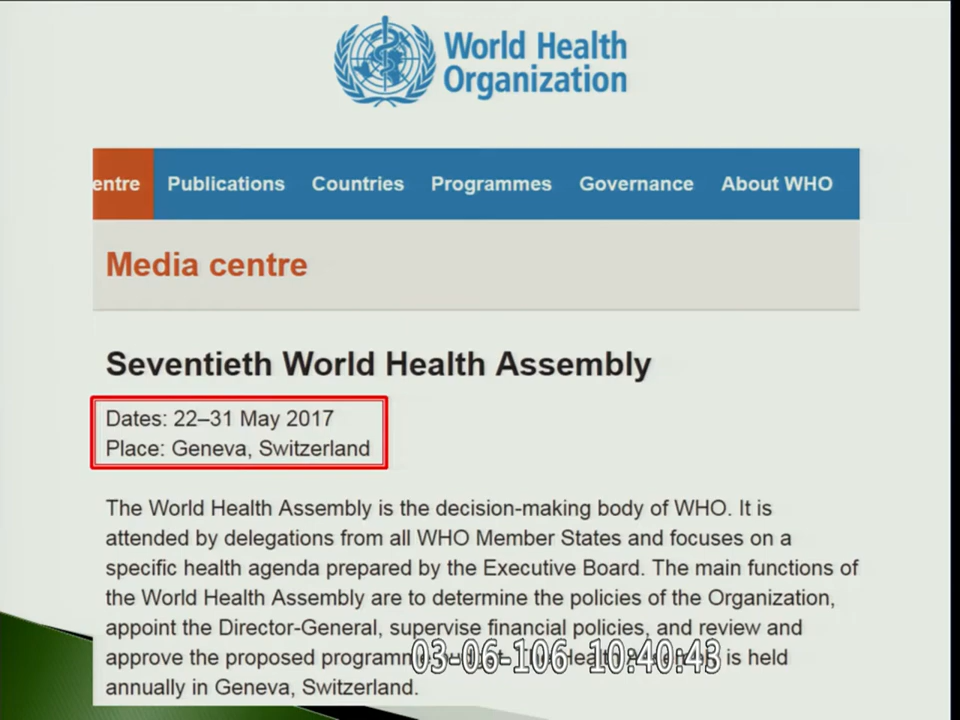 World Health
Organization
entre Publications Countries Programmes Governance About WHO
Media centre
Seventieth World Health Assembly
Dates: 22–31 May 2017
Place: Geneva, Switzerland
The World Health Assembly is the decision-making body of WHO. It is
attended by delegations from all WHO Member States and focuses on a
specific health agenda prepared by the Executive Board. The main functions of
the World Health Assembly are to determine the policies of the Organization,
appoint the Director-General, supervise financial policies, and review and
approve the proposed programme is held
03-06-106 10:40:43
annually in Geneva, Switzerland.